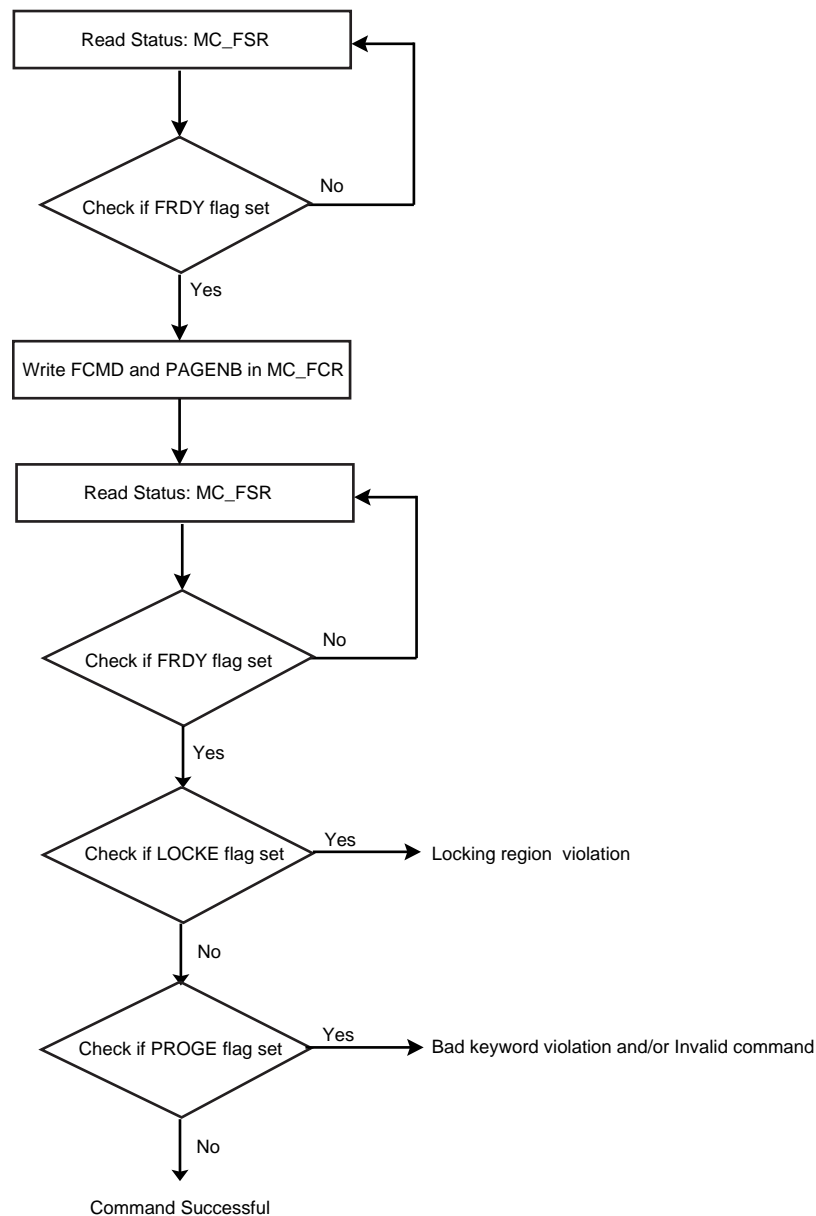 Read Status: MC_FSR
No
Check if FRDY flag set
Yes
Write FCMD and PAGENB in MC_FCR
Read Status: MC_FSR
No
Check if FRDY flag set
Yes
Check if LOCKE flag set
Yes
Locking region violation
No
Check if PROGE flag set
Yes
Bad keyword violation and/or Invalid command
No
Command Successful